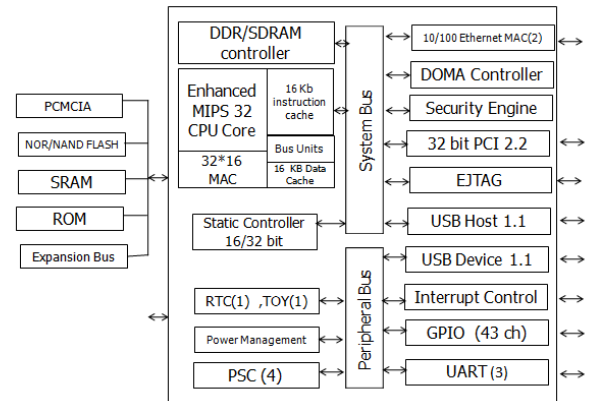 DDR/SDRAM
controller
Enhanced
MIPS 32
CPU Core
32*16
MAC
16 Kb
instruction
cache
Bus Units
16 KB Data
Cache
Static Controller
16/32 bit
PCMCIA
NOR/NAND FLASH
SRAM
ROM
Expansion Bus
System Bus
10/100 Ethernet MAC(2)
DOMA Controller
Security Engine
32 bit PCI 2.2
EJTAG
USB Host 1.1
RTC(1) ,TOY(1)
Power Management
PSC (4)
Peripheral Bus
USB Device 1.1
Interrupt Control
GPIO (43 ch)
UART (3)